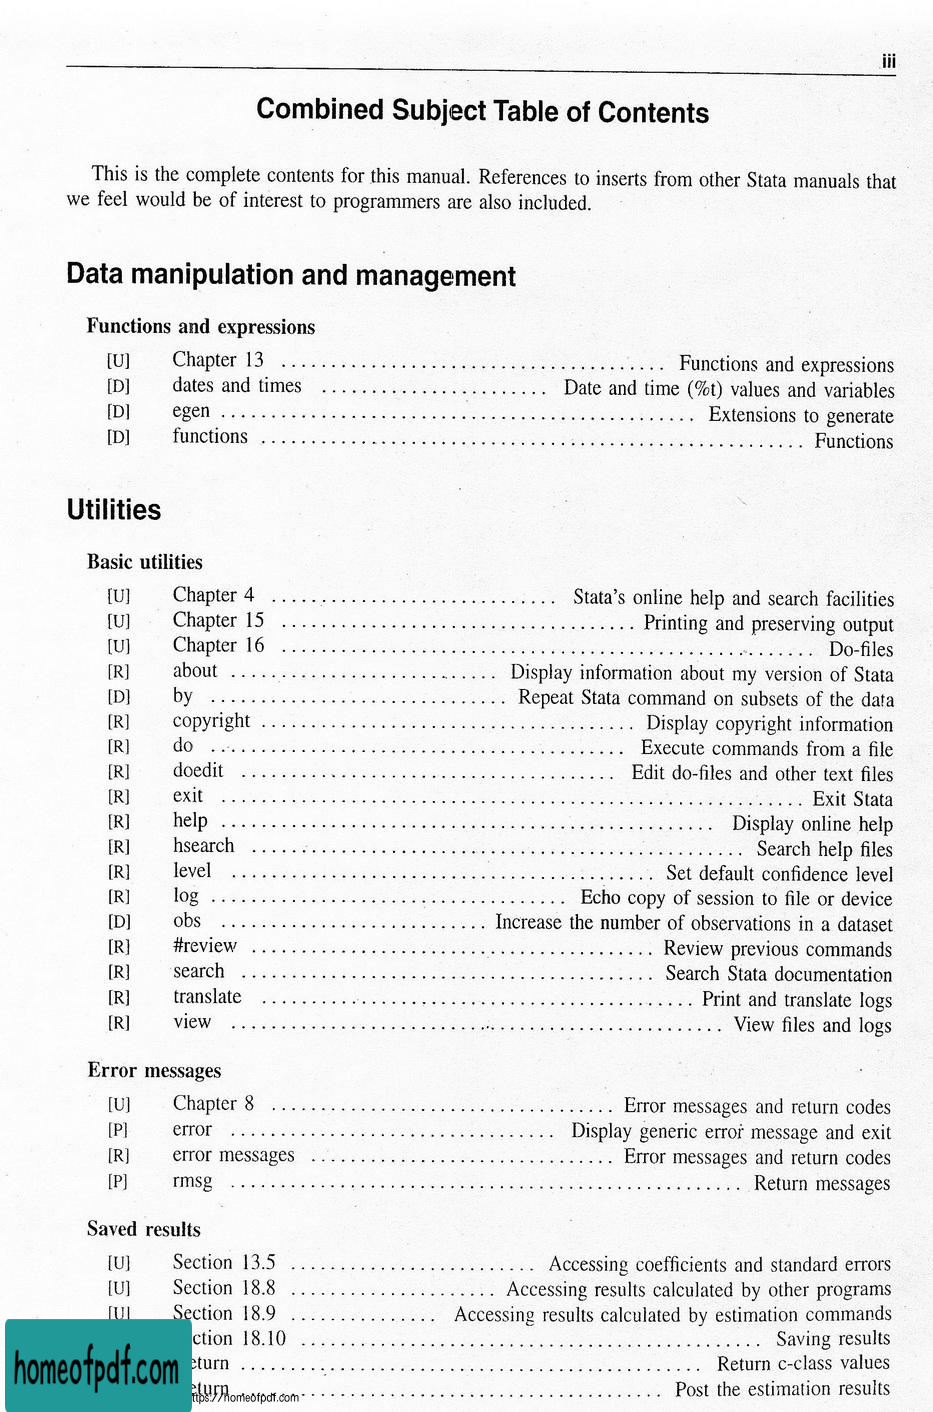 iii
Combined Subject Table of Contents
This is the complete contents for this manual. References to inserts from other Stata manuals that
we feel would be of interest to programmers are also included.
Data manipulation and management
Functions and expressions
[U] Chapter 13 ....................................... Functions and expressions
[D] dates and times ....................... Date and time (%t) values and variables
[D] egen ................................................ Extensions to generate
[D] functions ....................................................... Functions
Utilities
Basic utilities
[U] Chapter 4 ............................. Stata's online help and search facilities
[U] Chapter 15 .................................... Printing and preserving output
[U] Chapter 16 ...................................................... Do-files
[R] about ........................... Display information about my version of Stata
[D] by .............................. Repeat Stata command on subsets of the data
[R] copyright ...................................... Display copyright information
[R] do .......................................... Execute commands from a file
[R] doedit ...................................... Edit do-files and other text files
[R] exit ........................................................... Exit Stata
[R] help .................................................. Display online help
[R] hsearch .................................................. Search help files
[R] level ........................................... Set default confidence level
[R] log .................................... Echo copy of session to file or device
[D] obs ........................... Increase the number of observations in a dataset
[R] #review ......................................... Review previous commands
[R] search .......................................... Search Stata documentation
[R] translate ............................................ Print and translate logs
[R] view .................................................. View files and logs
Error messages
[U] Chapter 8 ................................... Error messages and return codes
[P] error ................................. Display generic error message and exit
[R] error messages ............................... Error messages and return codes
[P] rmsg .................................................... Return messages
Saved results
[U] Section 13.5 ......................... Accessing coefficients and standard errors
[U] Section 18.8 ..................... Accessing results calculated by other programs
[U] Section 18.9 ............... Accessing results calculated by estimation commands
ction 18.10 ............................................... Saving results
eturn ............................................... Return c-class values
eturn ............................................ Post the estimation results
homeofpdf.com
ttps://homeofpdf.com